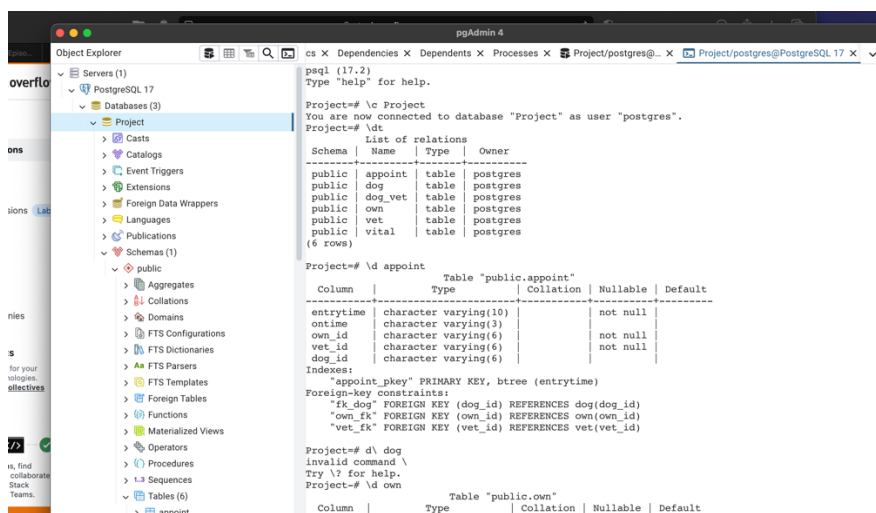 pgAdmin 4
Episo...
Object Explorer
cs
Dependencies
Dependents
Processes
Project/postgres@...
Project/postgres@PostgreSQL 17
overflo
ons
sions Lab
nies
s
for your
nologies.
ollectives
</>
ns, find
collaborate
Stack
Teams.
Servers (1)
PostgreSQL 17
Databases (3)
Project
Casts
Catalogs
Event Triggers
Extensions
Foreign Data Wrappers
Languages
Publications
Schemas (1)
public
Aggregates
Collations
Domains
FTS Configurations
FTS Dictionaries
Aa FTS Parsers
FTS Templates
Foreign Tables
Functions
Materialized Views
Operators
Procedures
1..3 Sequences
Tables (6)
appoint
psql (17.2)
Type "help" for help.
Project=# \c Project
You are now connected to database "Project" as user "postgres".
Project=# \dt
List of relations
Schema | Name | Type | Owner
--------+---------+-------+----------
public | appoint | table | postgres
public | dog | table | postgres
public | dog_vet | table | postgres
public | own | table | postgres
public | vet | table | postgres
public | vital | table | postgres
(6 rows)
Project=# \d appoint
Table "public.appoint"
Column | Type | Collation | Nullable | Default
-----------+-----------------------+-----------+----------+---------
entrytime | character varying(10) | | not null |
ontime | character varying(3) | | |
own_id | character varying(6) | | not null |
vet_id | character varying(6) | | not null |
dog_id | character varying(6) | | |
Indexes:
"appoint_pkey" PRIMARY KEY, btree (entrytime)
Foreign-key constraints:
"fk_dog" FOREIGN KEY (dog_id) REFERENCES dog(dog_id)
"own_fk" FOREIGN KEY (own_id) REFERENCES own(own_id)
"vet_fk" FOREIGN KEY (vet_id) REFERENCES vet(vet_id)
Project=# d\ dog
invalid command \
Try \? for help.
Project-# \d own
Table "public.own"
Column | Type | Collation | Nullable | Default